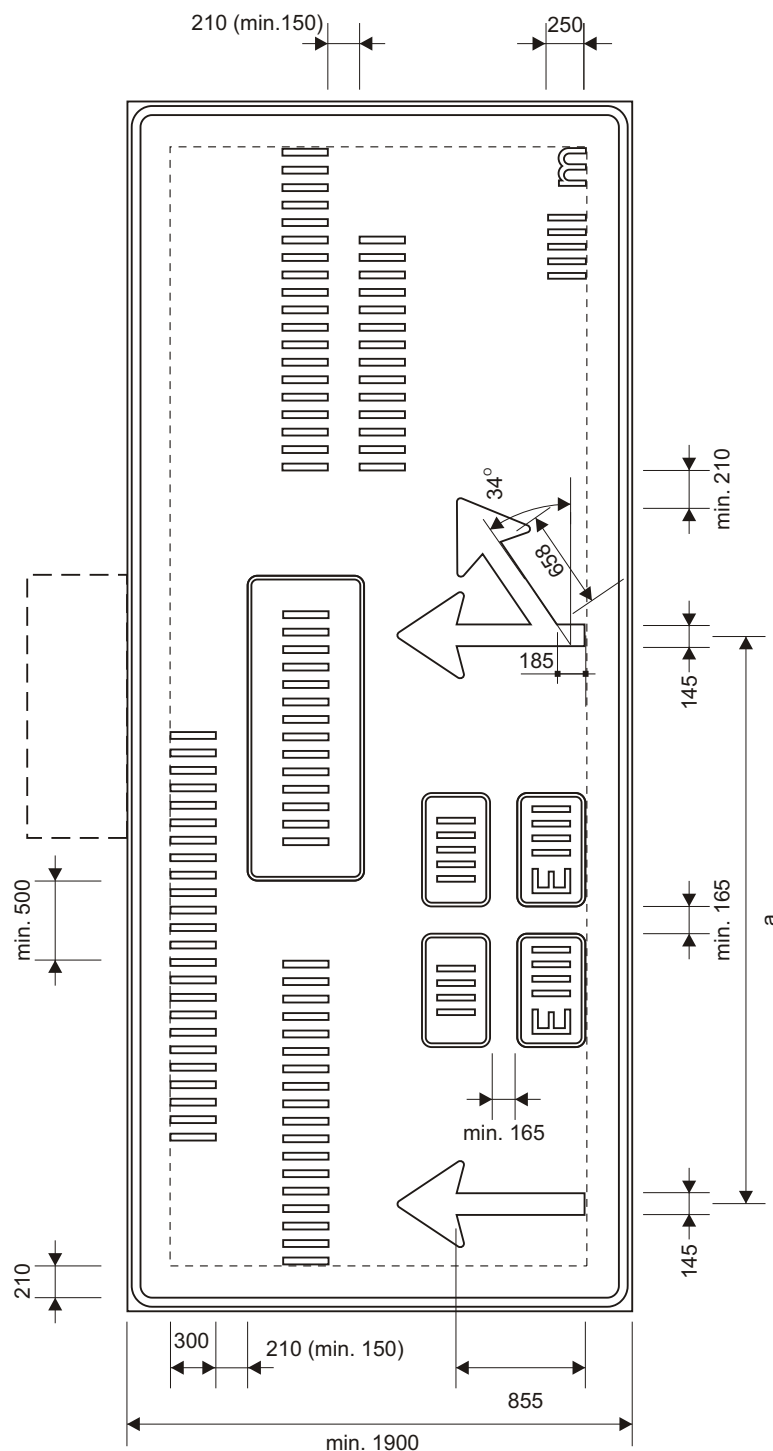 210 (min.150)
250
m
34°
658
min. 210
185
145
min. 500
E
min. 165
a
E
min. 165
145
210
300
210 (min. 150)
855
min. 1900